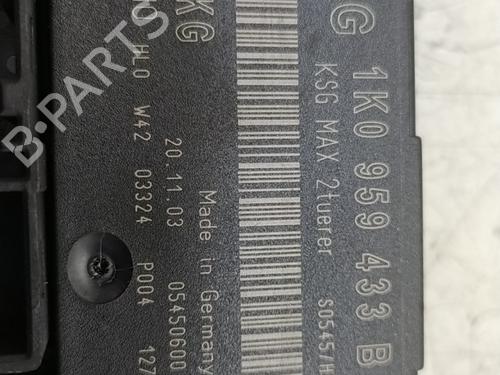 G 1K0 959 433 B
KSG MAX 2tuerer S0545/H
KG Made in Germany
20.11.03 05450600
HLO W42 03324 P004 127
B-PARTS